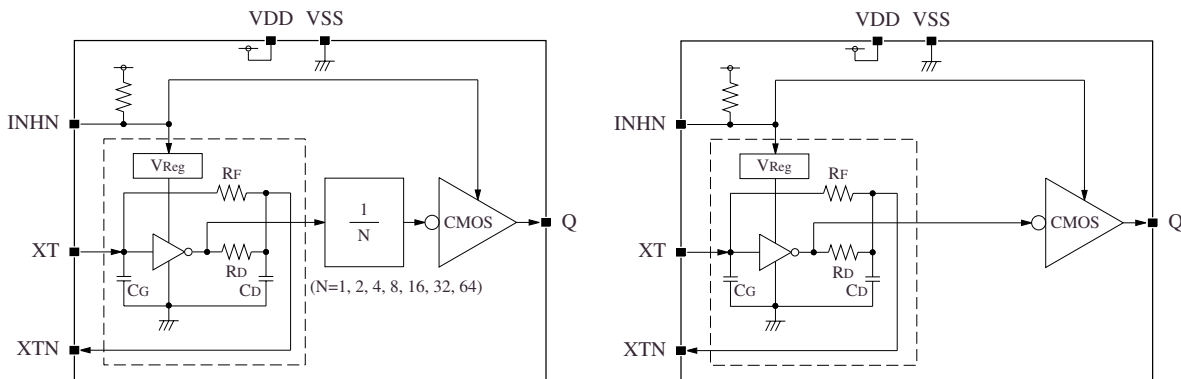 VDD VSS
INHN
VReg
RF
1
N
CMOS
Q
XT
RD
CG
CD
(N=1, 2, 4, 8, 16, 32, 64)
XTN
VDD VSS
INHN
VReg
RF
CMOS
Q
XT
RD
CG
CD
XTN